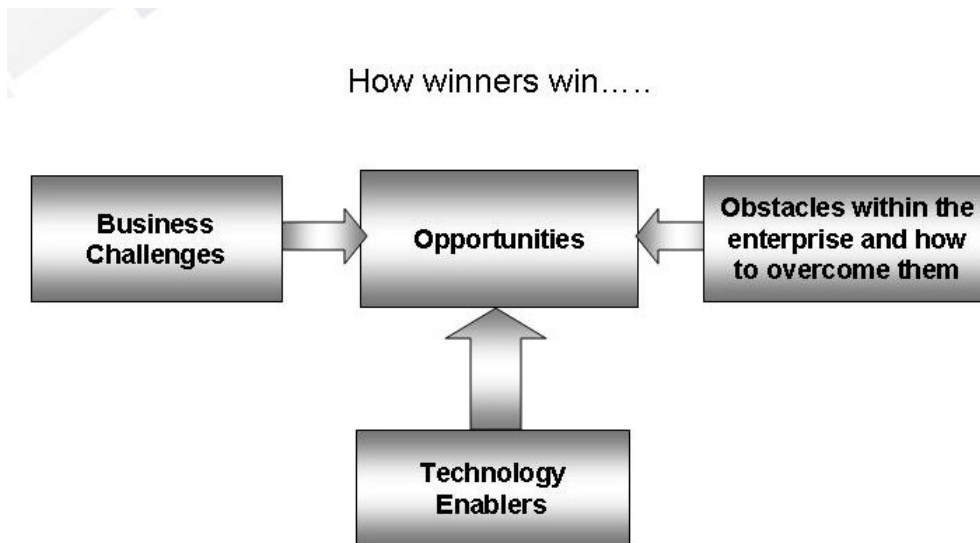 How winners win.....
Business
Challenges
Opportunities
Obstacles within the
enterprise and how
to overcome them
Technology
Enablers